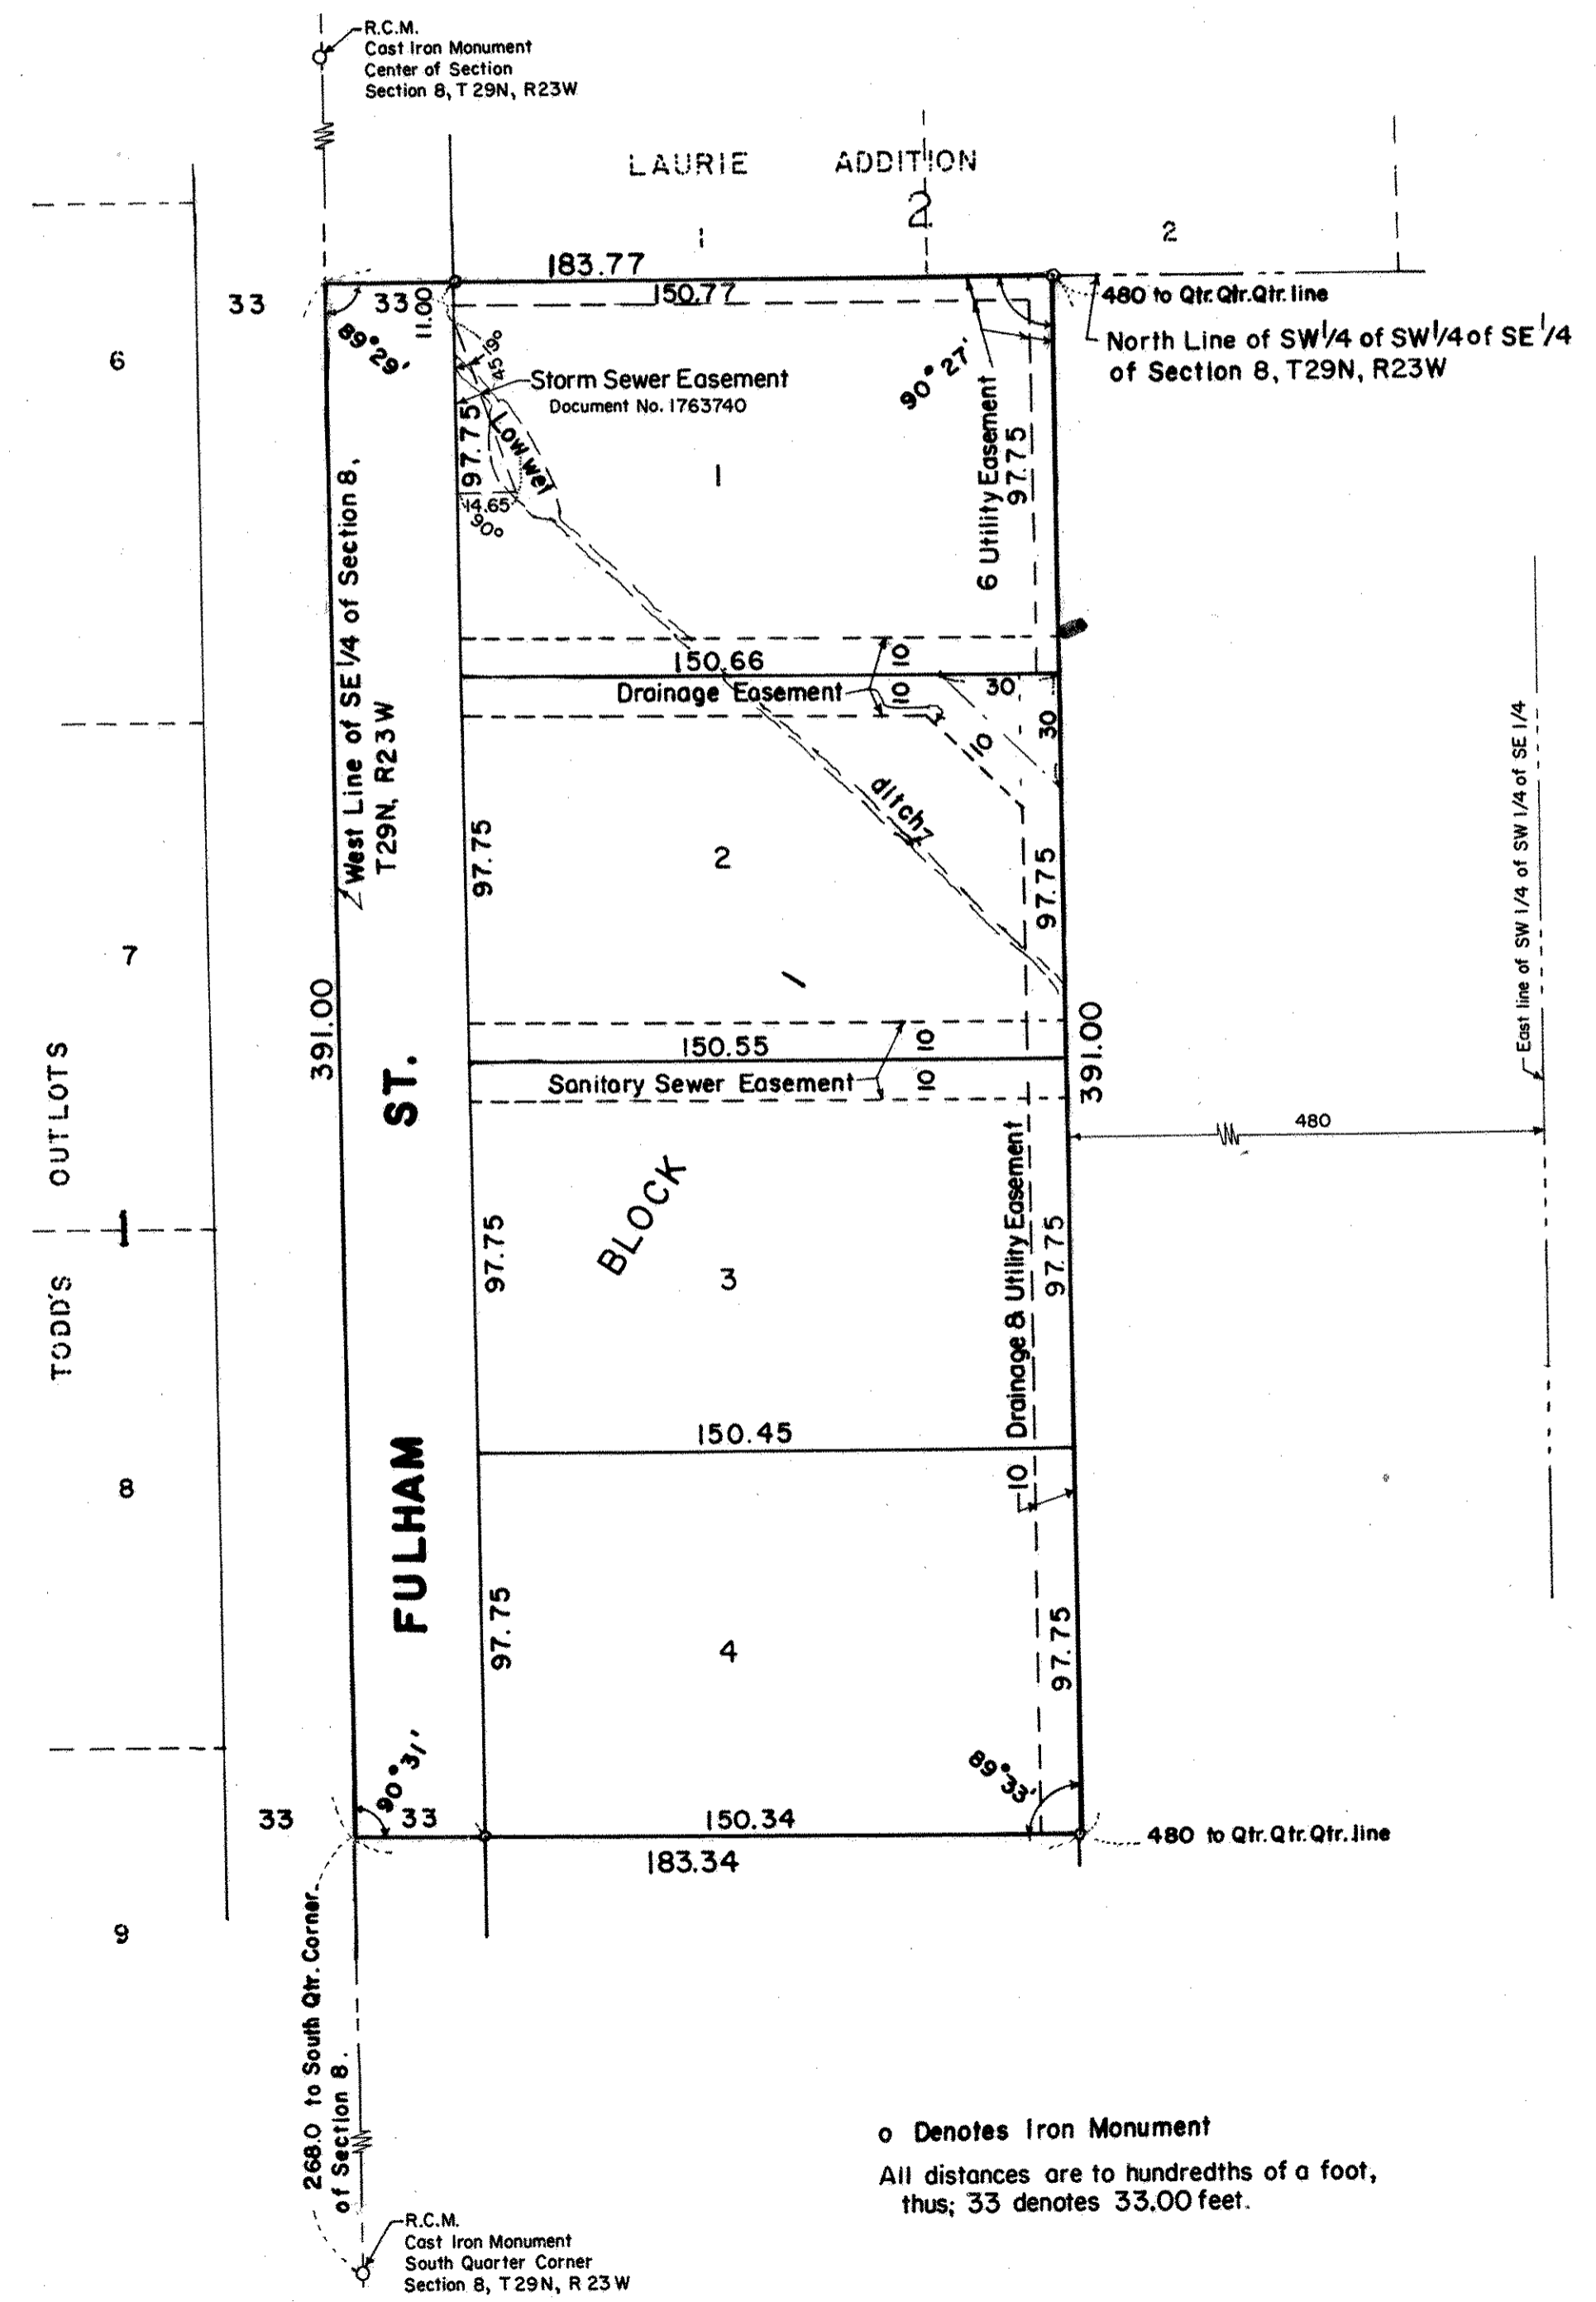 R.C.M.
Cast Iron Monument
Center of Section
Section 8, T 29N, R23W
LAURIE ADDITION
2
1
2
183.77
33
33
11.00
150.77
480 to Qtr.Qtr.Qtr. line
89°29'
North Line of SW 1/4 of SW 1/4 of SE 1/4
of Section 8, T29N, R23W
6
90° 27'
Storm Sewer Easement
Document No. 1763740
97.75
Low wet
14.65
90°
1
6 Utility Easement
97.75
West Line of SE 1/4 of Section 8,
T29N, R23W
150.66
10
Drainage Easement
10
30
30
10
ditch
97.75
2
97.75
East line of SW 1/4 of SW 1/4 of SE 1/4
7
391.00
150.55
10
Sanitary Sewer Easement
10
391.00
480
TODD'S OUTLOTS
1
FULHAM ST.
BLOCK 1
97.75
3
Drainage & Utility Easement
97.75
150.45
10
8
97.75
4
97.75
90° 31'
89° 33'
33
33
150.34
480 to Qtr.Qtr.Qtr. line
183.34
9
268.0 to South Qtr. Corner
of Section 8.
o Denotes Iron Monument
All distances are to hundredths of a foot,
thus; 33 denotes 33.00 feet.
R.C.M.
Cast Iron Monument
South Quarter Corner
Section 8, T29N, R 23W